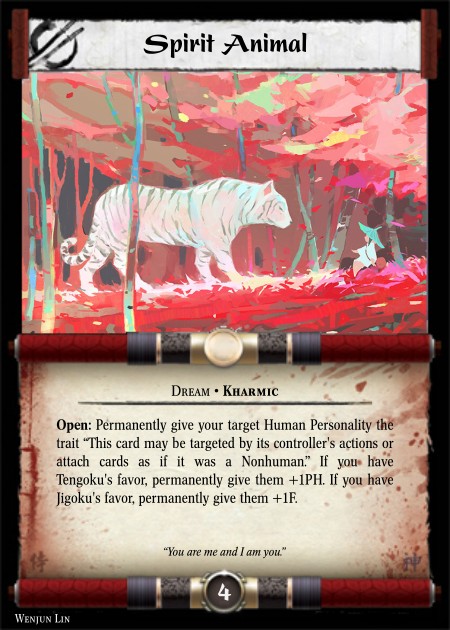 Spirit Animal
Dream • Kharmic
Open: Permanently give your target Human Personality the
trait “This card may be targeted by its controller's actions or
attach cards as if it was a Nonhuman.” If you have
Tengoku's favor, permanently give them +1PH. If you have
Jigoku's favor, permanently give them +1F.
“You are me and I am you.”
侍
神
4
Wenjun Lin